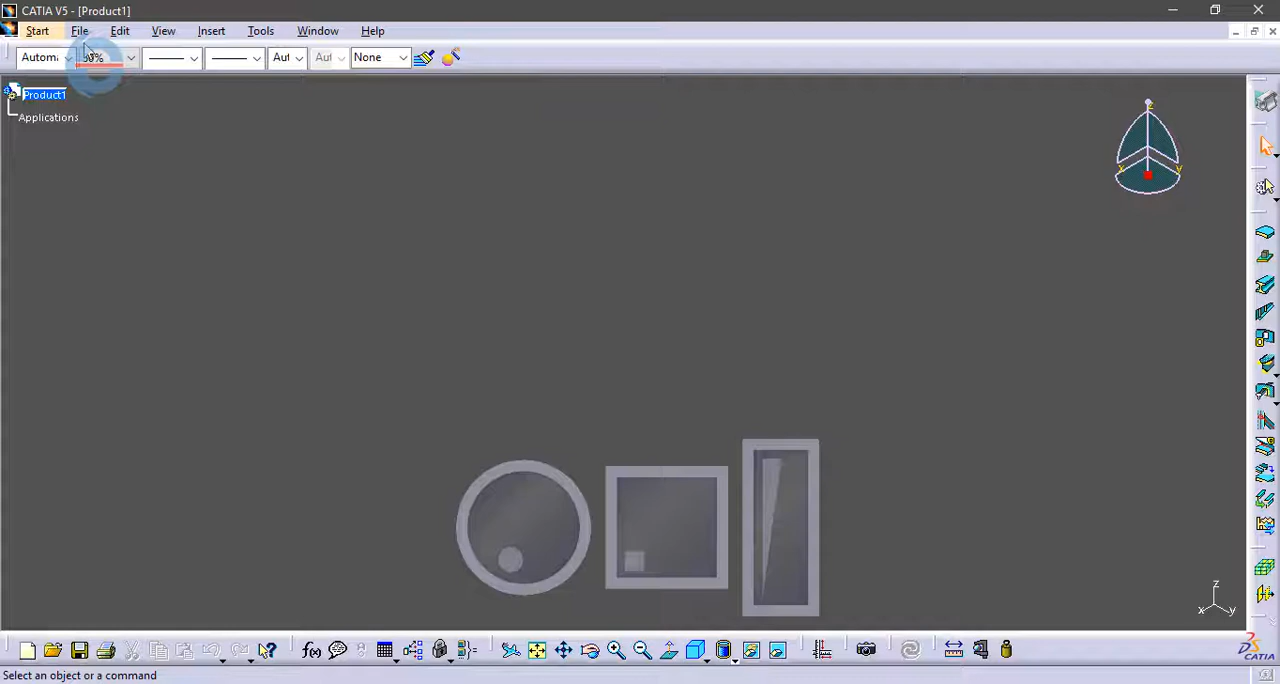 CATIA V5 - [Product1]
Start File Edit View Insert Tools Window Help
Autom Aut Aut None
Product1
Applications
z
x y
z
x y
f(x)
CATIA
Select an object or a command